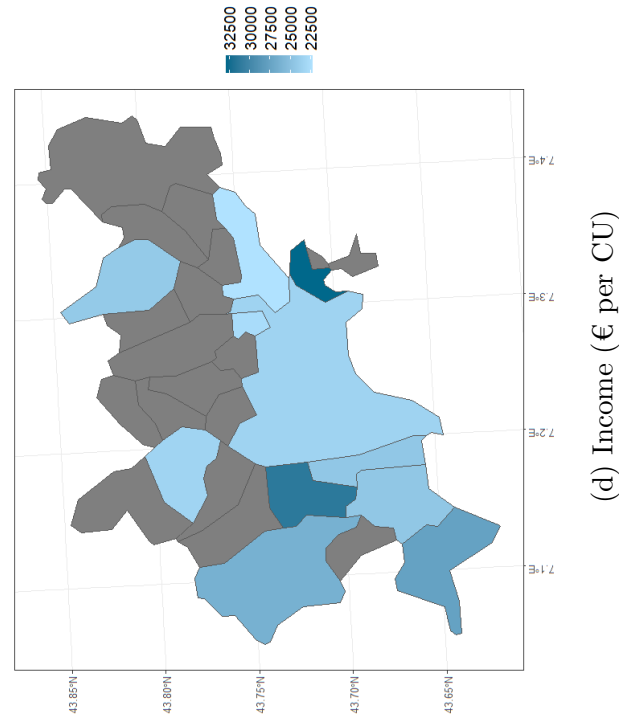 32500
30000
27500
25000
22500
7.4°E
7.3°E
7.2°E
7.1°E
43.85°N
43.80°N
43.75°N
43.70°N
43.65°N
(d) Income (€ per CU)